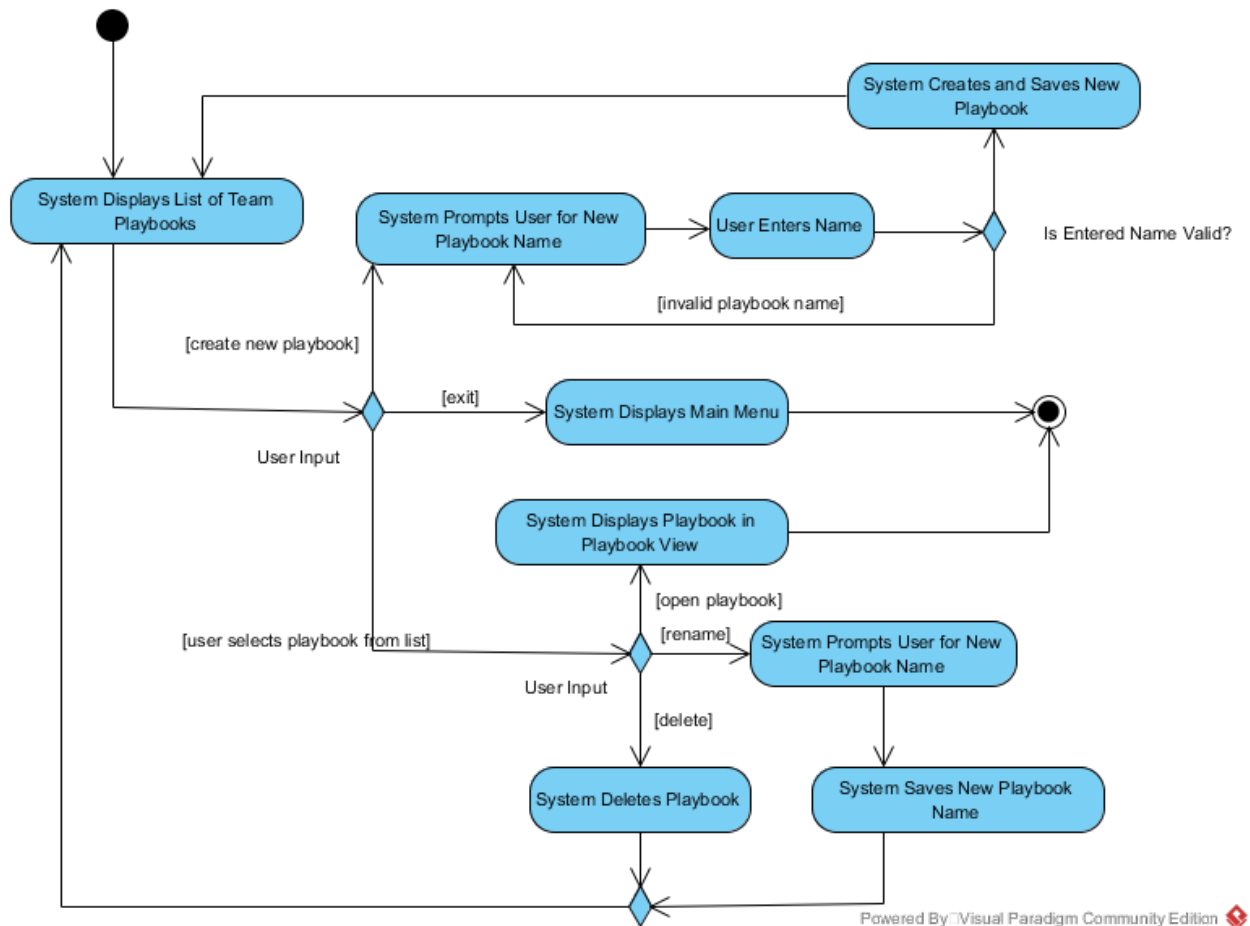 System Creates and Saves New
Playbook
System Displays List of Team
Playbooks
System Prompts User for New
Playbook Name
User Enters Name
Is Entered Name Valid?
[invalid playbook name]
[create new playbook]
[exit]
System Displays Main Menu
User Input
System Displays Playbook in
Playbook View
[open playbook]
[user selects playbook from list]
[rename]
System Prompts User for New
Playbook Name
User Input
[delete]
System Deletes Playbook
System Saves New Playbook
Name
Powered By Visual Paradigm Community Edition